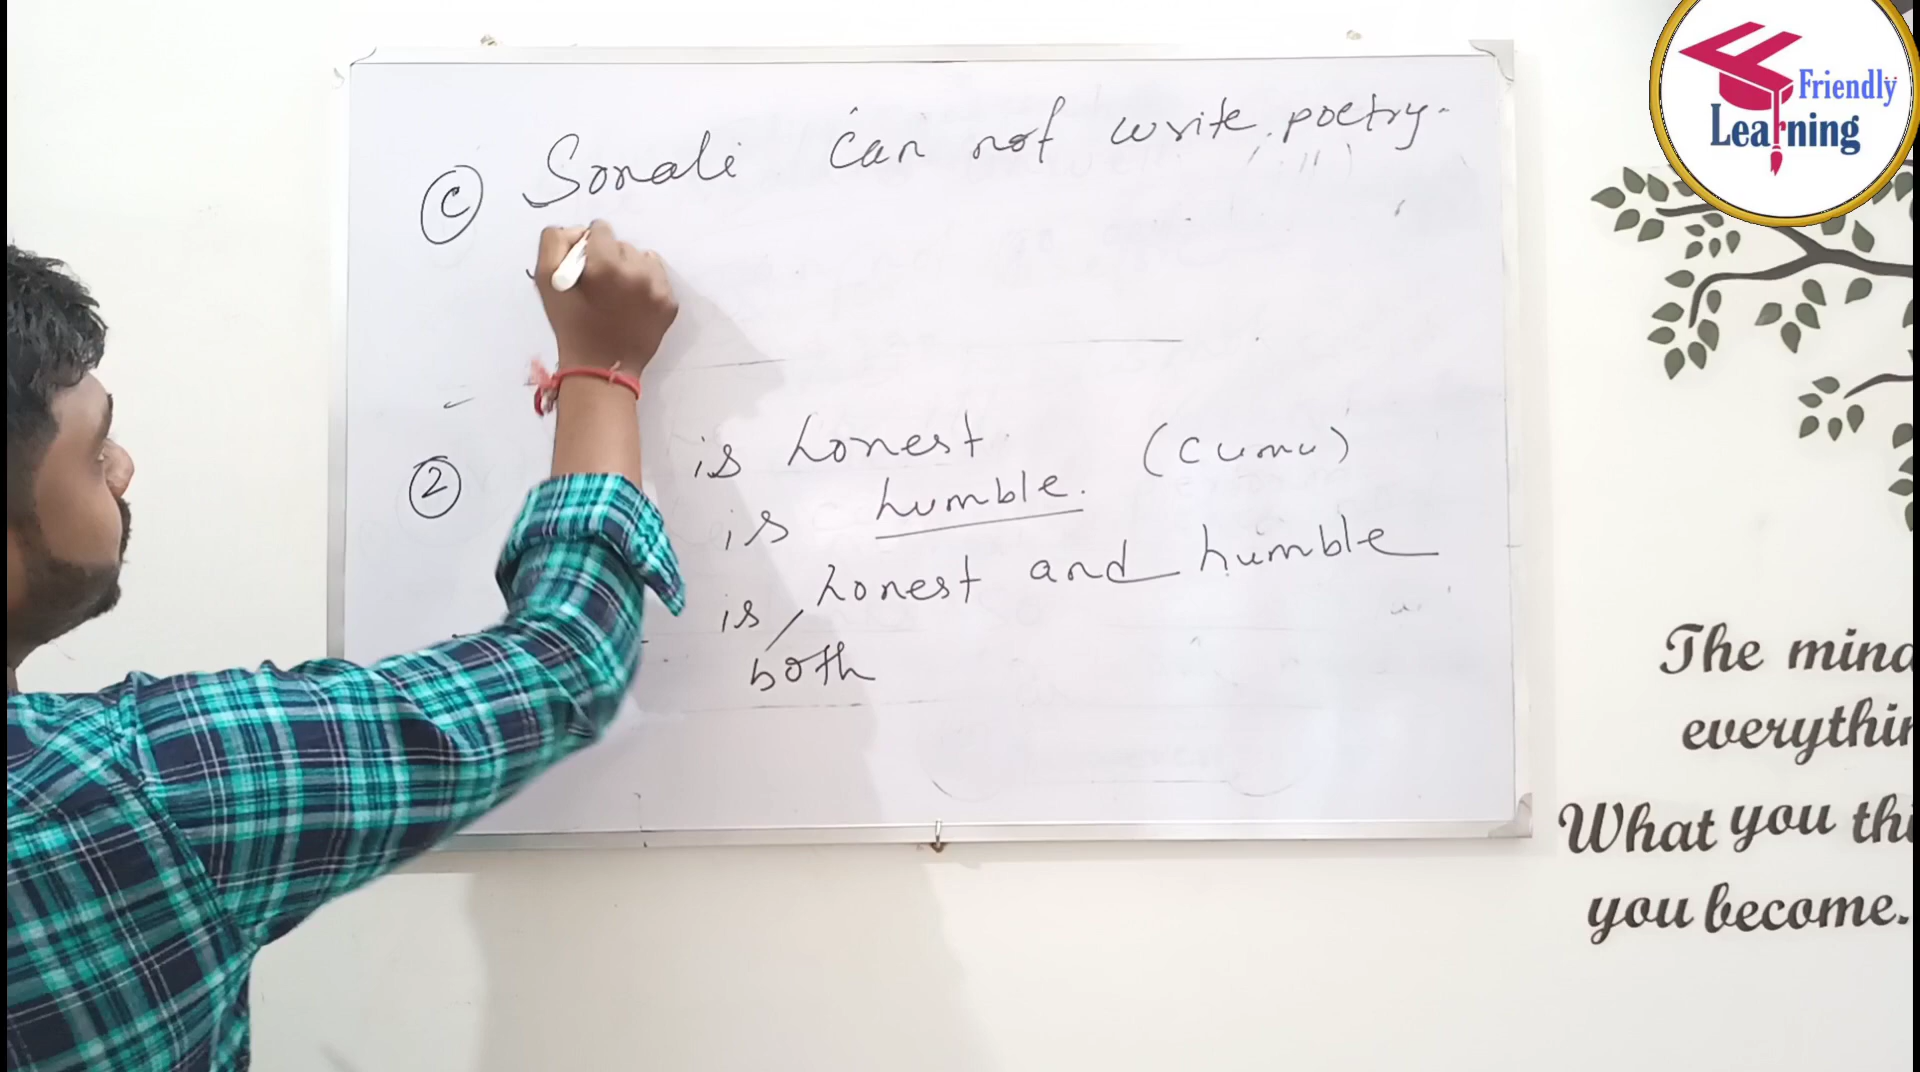 Friendly
Learning
C Sonali can not write poetry.
2 is honest (cumu)
is humble.
is honest and humble
both
The mind
everythin
What you thi
you become.